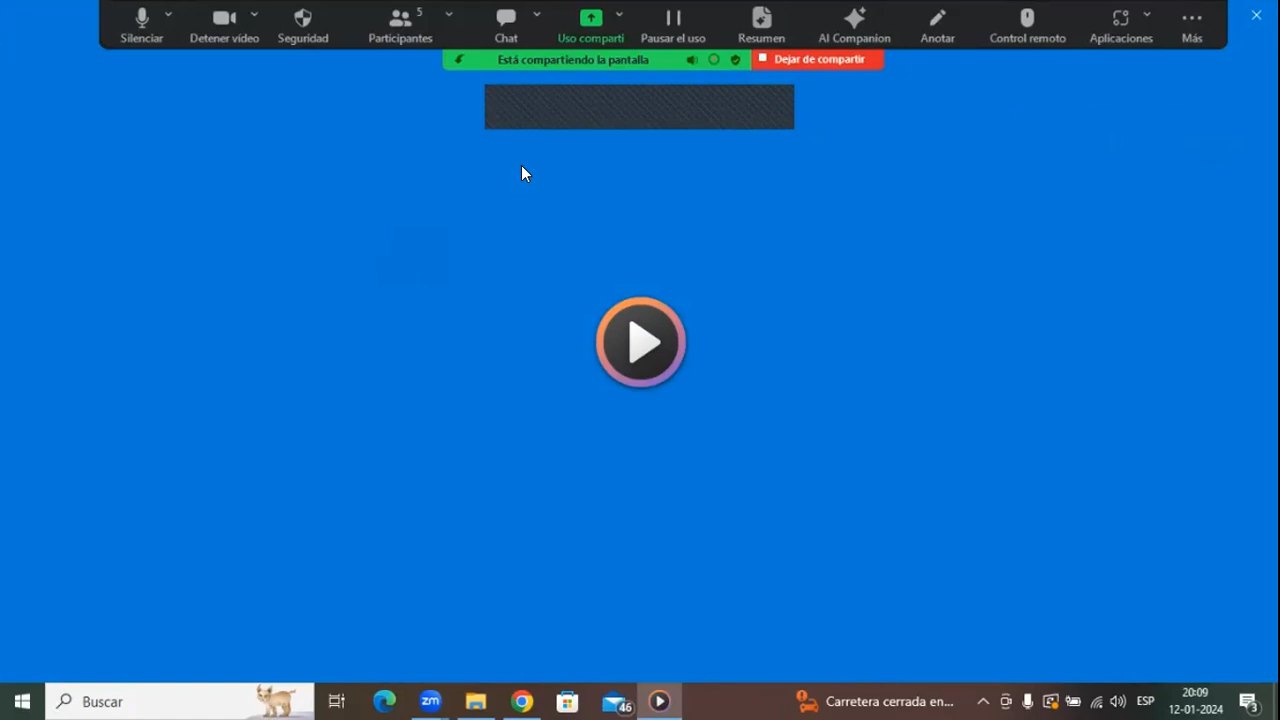 5
Silenciar
Detener vídeo
Seguridad
Participantes
Chat
Uso comparti
Pausar el uso
Resumen
AI Companion
Anotar
Control remoto
Aplicaciones
Más
Está compartiendo la pantalla
Dejar de compartir
Buscar
zm
46
Carretera cerrada en...
ESP
20:09
12-01-2024
3